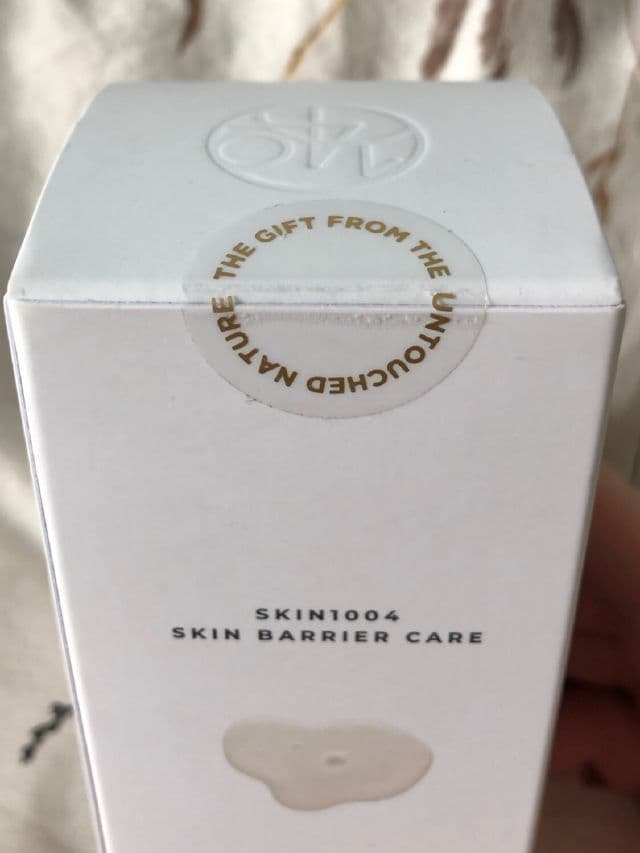 THE GIFT FROM THE UNTOUCHED NATURE
SKIN1004
SKIN BARRIER CARE